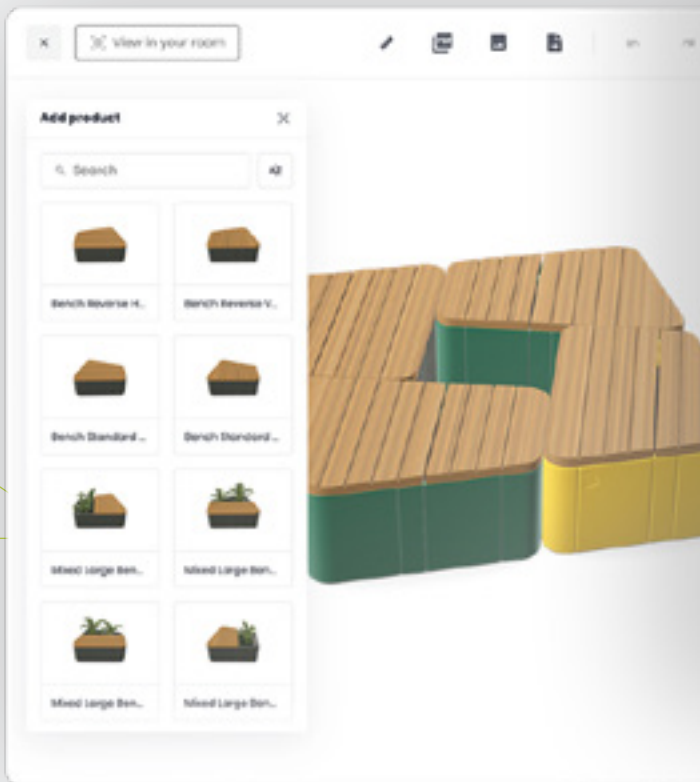 View in your room
Add product
Search
Bench Reverse H...
Bench Reverse V...
Bench Standard ...
Bench Standard ...
Mixed Large Ben...
Mixed Large Ben...
Mixed Large Ben...
Mixed Large Ben...